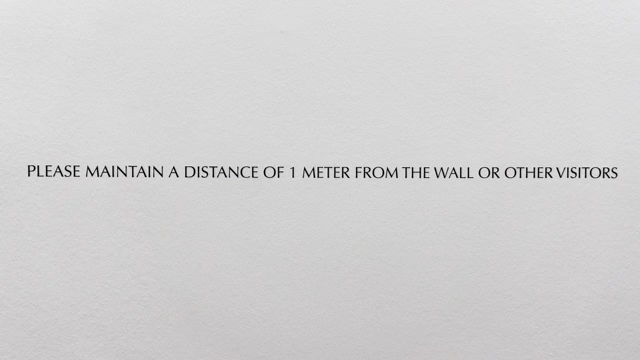 PLEASE MAINTAIN A DISTANCE OF 1 METER FROM THE WALL OR OTHER VISITORS